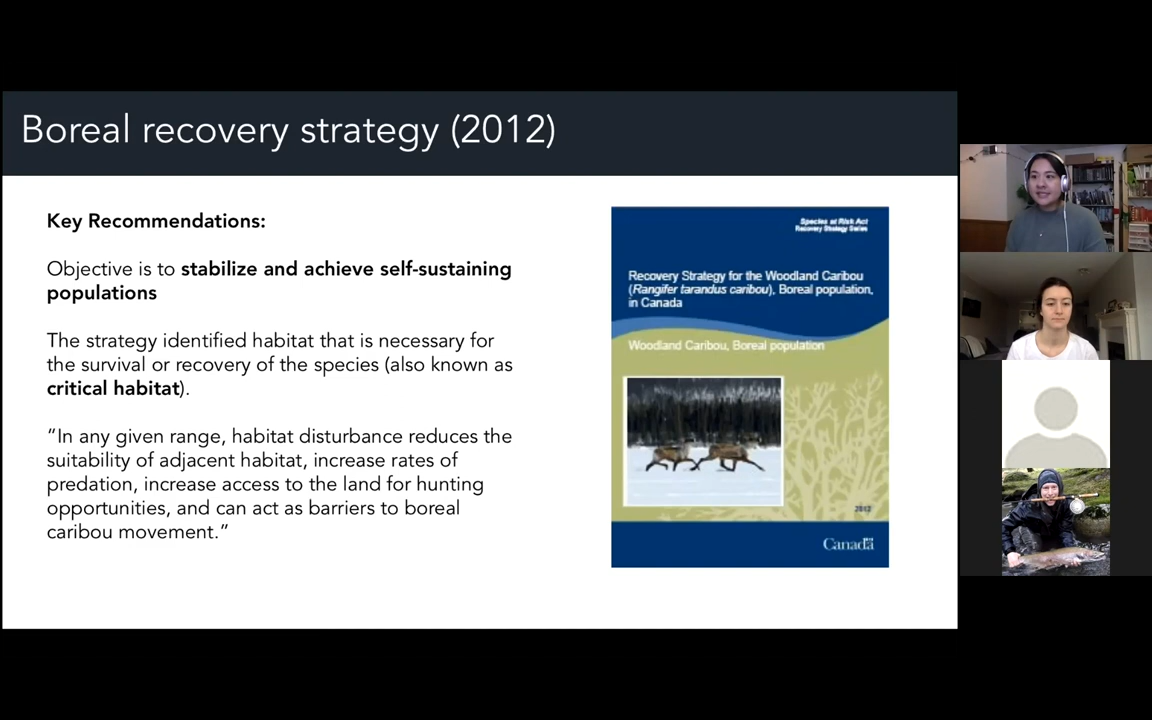 Boreal recovery strategy (2012)
Key Recommendations:
Objective is to stabilize and achieve self-sustaining
populations
The strategy identified habitat that is necessary for
the survival or recovery of the species (also known as
critical habitat).
“In any given range, habitat disturbance reduces the
suitability of adjacent habitat, increase rates of
predation, increase access to the land for hunting
opportunities, and can act as barriers to boreal
caribou movement.”
Species at Risk Act
Recovery Strategy Series
Recovery Strategy for the Woodland Caribou
(Rangifer tarandus caribou), Boreal population,
in Canada
Woodland Caribou, Boreal population
2012
Canada